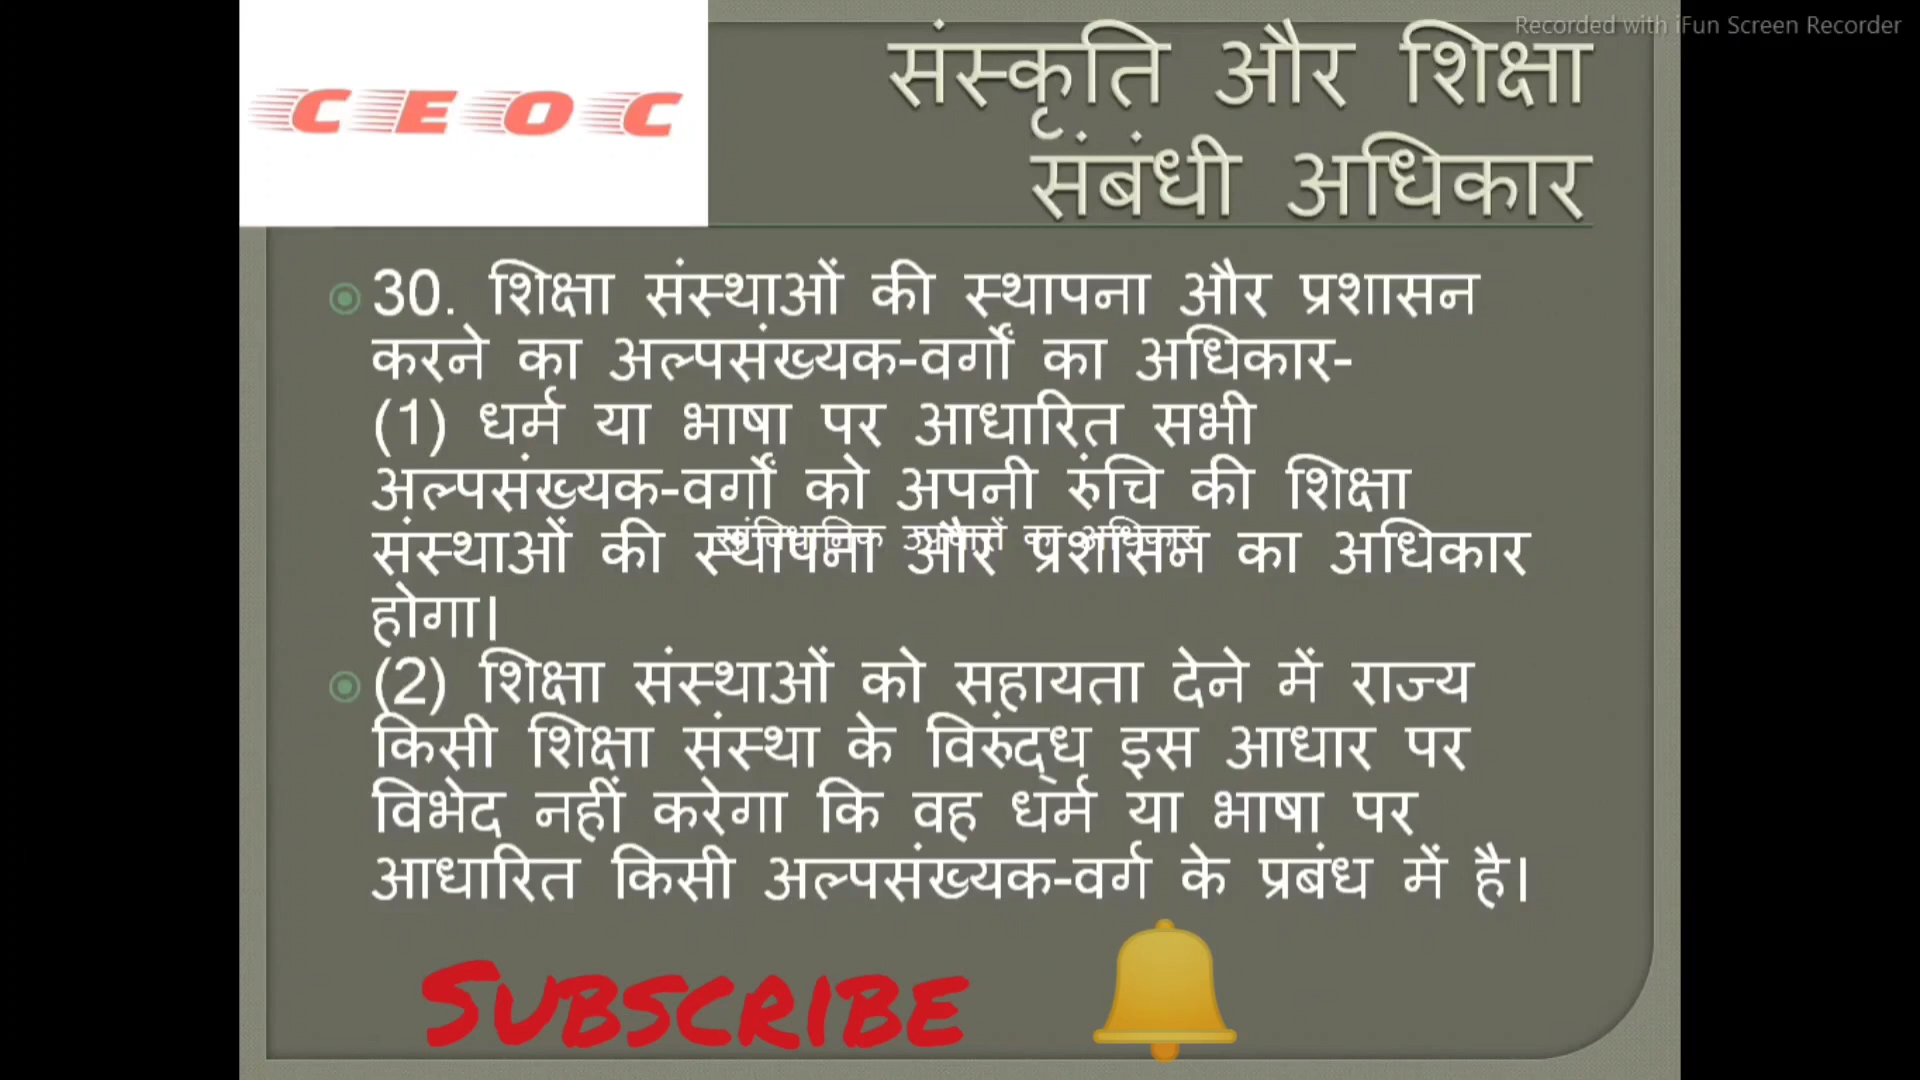 Recorded with iFun Screen Recorder
C E O C
संस्कृति और शिक्षा
संबंधी अधिकार
30. शिक्षा संस्थाओं की स्थापना और प्रशासन
करने का अल्पसंख्यक-वर्गों का अधिकार-
(1) धर्म या भाषा पर आधारित सभी
अल्पसंख्यक-वर्गों को अपनी रुंचि की शिक्षा
संस्थाओं की स्थापना और प्रशासन का अधिकार
होगा।
का अधिकार
(2) शिक्षा संस्थाओं को सहायता देने में राज्य
किसी शिक्षा संस्था के विरुंद्ध इस आधार पर
विभेद नहीं करेगा कि वह धर्म या भाषा पर
आधारित किसी अल्पसंख्यक-वर्ग के प्रबंध में है।
SUBSCRIBE